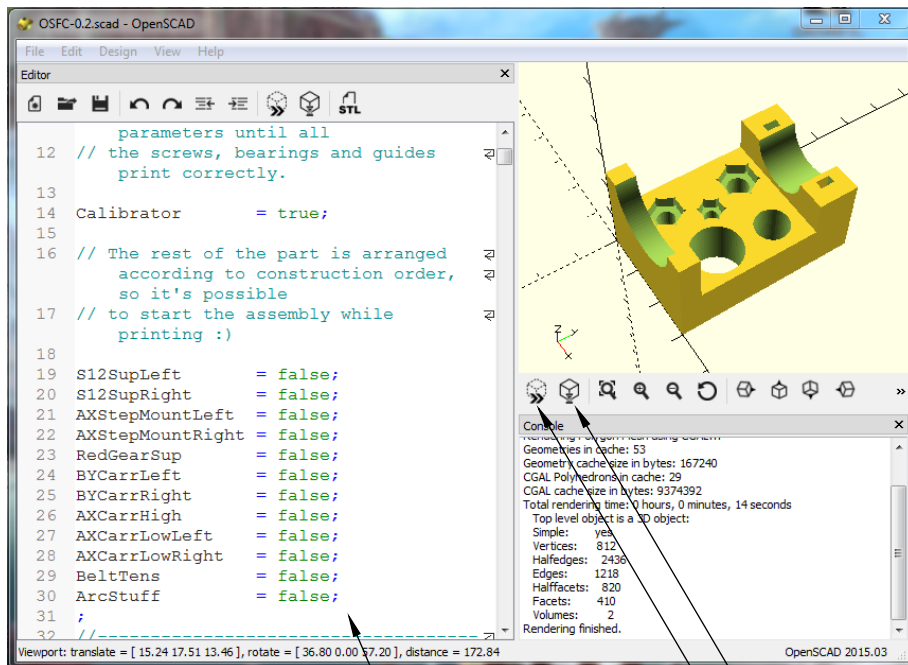 OSFC-0.2.scad - OpenSCAD
File Edit Design View Help
Editor
STL
parameters until all
12 // the screws, bearings and guides
print correctly.
13
14 Calibrator = true;
15
16 // The rest of the part is arranged
according to construction order,
so it's possible
17 // to start the assembly while
printing :)
18
19 S12SupLeft = false;
20 S12SupRight = false;
21 AXStepMountLeft = false;
22 AXStepMountRight = false;
23 RedGearSup = false;
24 BYCarrLeft = false;
25 BYCarrRight = false;
26 AXCarrHigh = false;
27 AXCarrLowLeft = false;
28 AXCarrLowRight = false;
29 BeltTens = false;
30 ArcStuff = false;
31 ;
32 //-----------------------------------
z y
x
Console
Rendering Polygon Mesh using CGAL...
Geometries in cache: 53
Geometry cache size in bytes: 167240
CGAL Polyhedrons in cache: 29
CGAL cache size in bytes: 9374392
Total rendering time: 0 hours, 0 minutes, 14 seconds
Top level object is a 3D object:
Simple: yes
Vertices: 812
Halfedges: 2436
Edges: 1218
Halffacets: 820
Facets: 410
Volumes: 2
Rendering finished.
Viewport: translate = [ 15.24 17.51 13.46 ], rotate = [ 36.80 0.00 57.20 ], distance = 172.84
OpenSCAD 2015.03